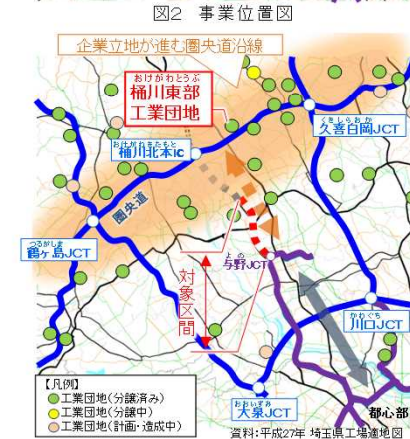 図2 事業位置図
企業立地が進む圏央道沿線
おけがわとうぶ
桶川東部
工業団地
くきしらおか
久喜白岡JCT
おけがわきたもと
桶川北本IC
圏央道
つるがしま
鶴ヶ島JCT
よの
与野JCT
対象区間
かわぐち
川口JCT
おおいずみ
大泉JCT
都心部
【凡例】
工業団地(分譲済み)
工業団地(分譲中)
工業団地(計画・造成中)
資料:平成27年 埼玉県工場適地図